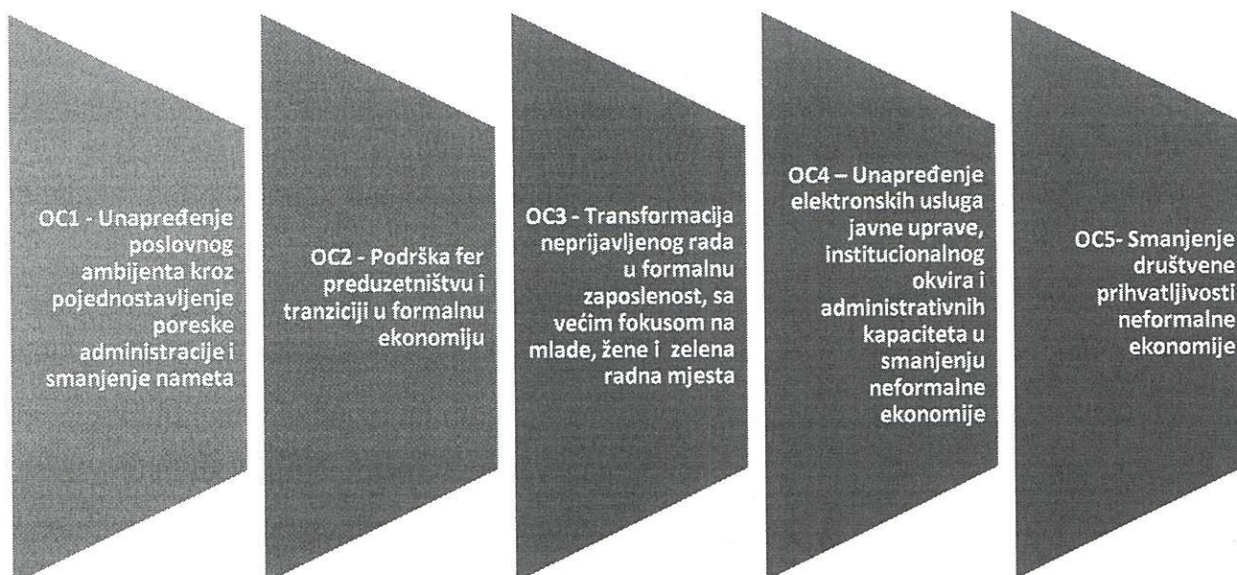 OC1 - Unapređenje
poslovnog
ambijenta kroz
pojednostavljenje
poreske
administracije i
smanjenje nameta
OC2 - Podrška fer
preduzetništvu i
tranziciji u formalnu
ekonomiju
OC3 - Transformacija
neprijavljenog rada
u formalnu
zaposlenost, sa
većim fokusom na
mlade, žene i zelena
radna mjesta
OC4 – Unapređenje
elektronskih usluga
javne uprave,
institucionalnog
okvira i
administrativnih
kapaciteta u
smanjenju
neformalne
ekonomije
OC5- Smanjenje
društvene
prihvatljivosti
neformalne
ekonomije